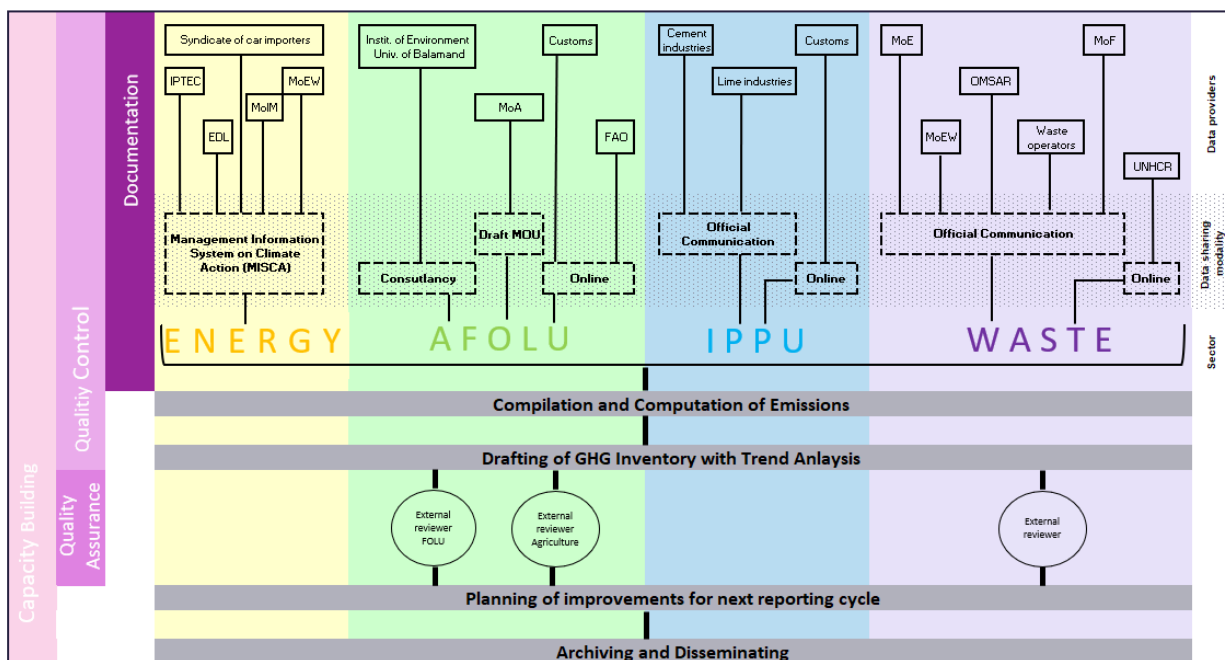 Capacity Building
Qualitiy Control
Quality
Assurance
Documentation
Syndicate of car importers
IPTEC
MoEW
MoIM
EDL
Management Information
System on Climate
Action (MISCA)
ENERGY
Instit. of Environment
Univ. of Balamand
Customs
MoA
FAO
Draft MOU
Consutlancy
Online
AFOLU
Cement
industries
Customs
Lime industries
Official
Communication
Online
IPPU
MoE
MoF
OMSAR
MoEW
Waste
operators
UNHCR
Official Communication
Online
WASTE
Data providers
Data sharing
modality
Sector
Compilation and Computation of Emissions
Drafting of GHG Inventory with Trend Anlaysis
External
reviewer
FOLU
External
reviewer
Agriculture
External
reviewer
Planning of improvements for next reporting cycle
Archiving and Disseminating